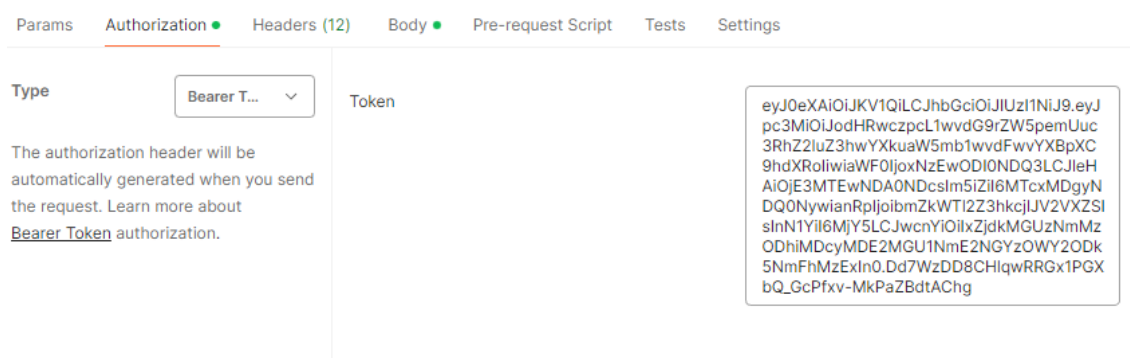 Params Authorization Headers (12) Body Pre-request Script Tests Settings
Type
Bearer T...
The authorization header will be
automatically generated when you send
the request. Learn more about
Bearer Token authorization.
Token
eyJ0eXAiOiJKV1QiLCJhbGciOiJIUzI1NiJ9.eyJ
pc3MiOiJodHRwczpcL1wvdG9rZW5pemUuc
3RhZ2luZ3hwYXkuaW5mb1wvdFwvYXBpXC
9hdXRoIiwiaWF0IjoxNzEwODI0NDQ3LCJleH
AiOjE3MTEwNDA0NDcsIm5iZiI6MTcxMDgyN
DQ0NywianRpIjoibmZkWTI2Z3hkcjlJV2VXZSI
sInN1YiI6MjY5LCJwcnYiOiIxZjdkMGUzNmMz
ODhiMDcyMDE2MGU1NmE2NGYzOWY2ODk
5NmFhMzExIn0.Dd7WzDD8CHlqwRRGx1PGX
bQ_GcPfxv-MkPaZBdtAChg